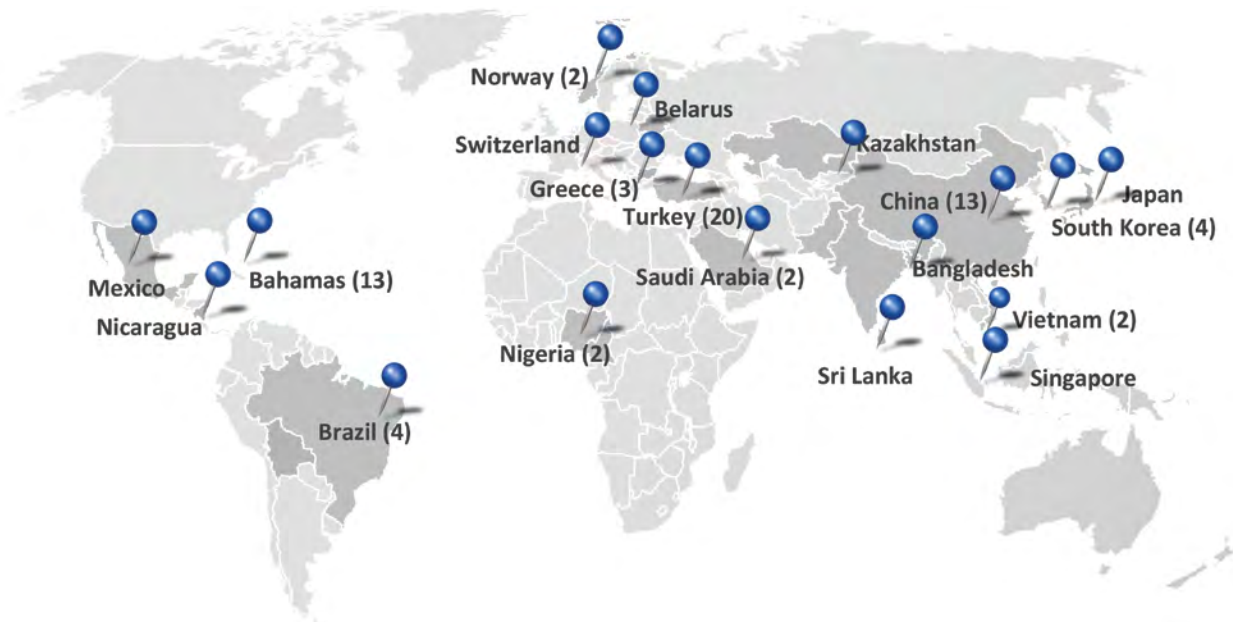 Norway (2)
Belarus
Switzerland
Kazakhstan
Greece (3)
China (13)
Japan
Turkey (20)
South Korea (4)
Mexico
Bahamas (13)
Saudi Arabia (2)
Bangladesh
Nicaragua
Vietnam (2)
Nigeria (2)
Sri Lanka
Singapore
Brazil (4)